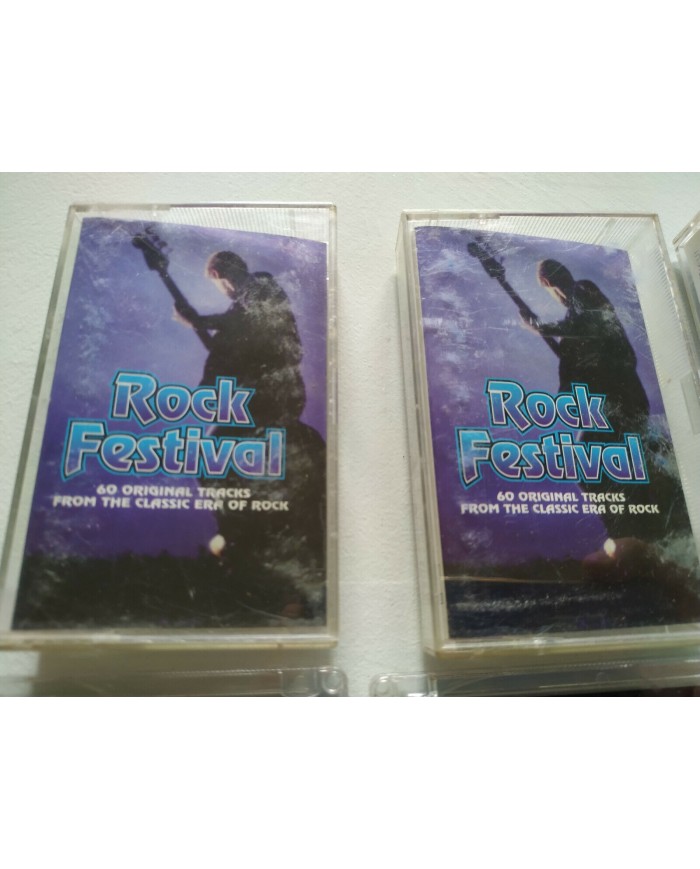 Rock
Festival
60 ORIGINAL TRACKS
FROM THE CLASSIC ERA OF ROCK
Rock
Festival
60 ORIGINAL TRACKS
FROM THE CLASSIC ERA OF ROCK